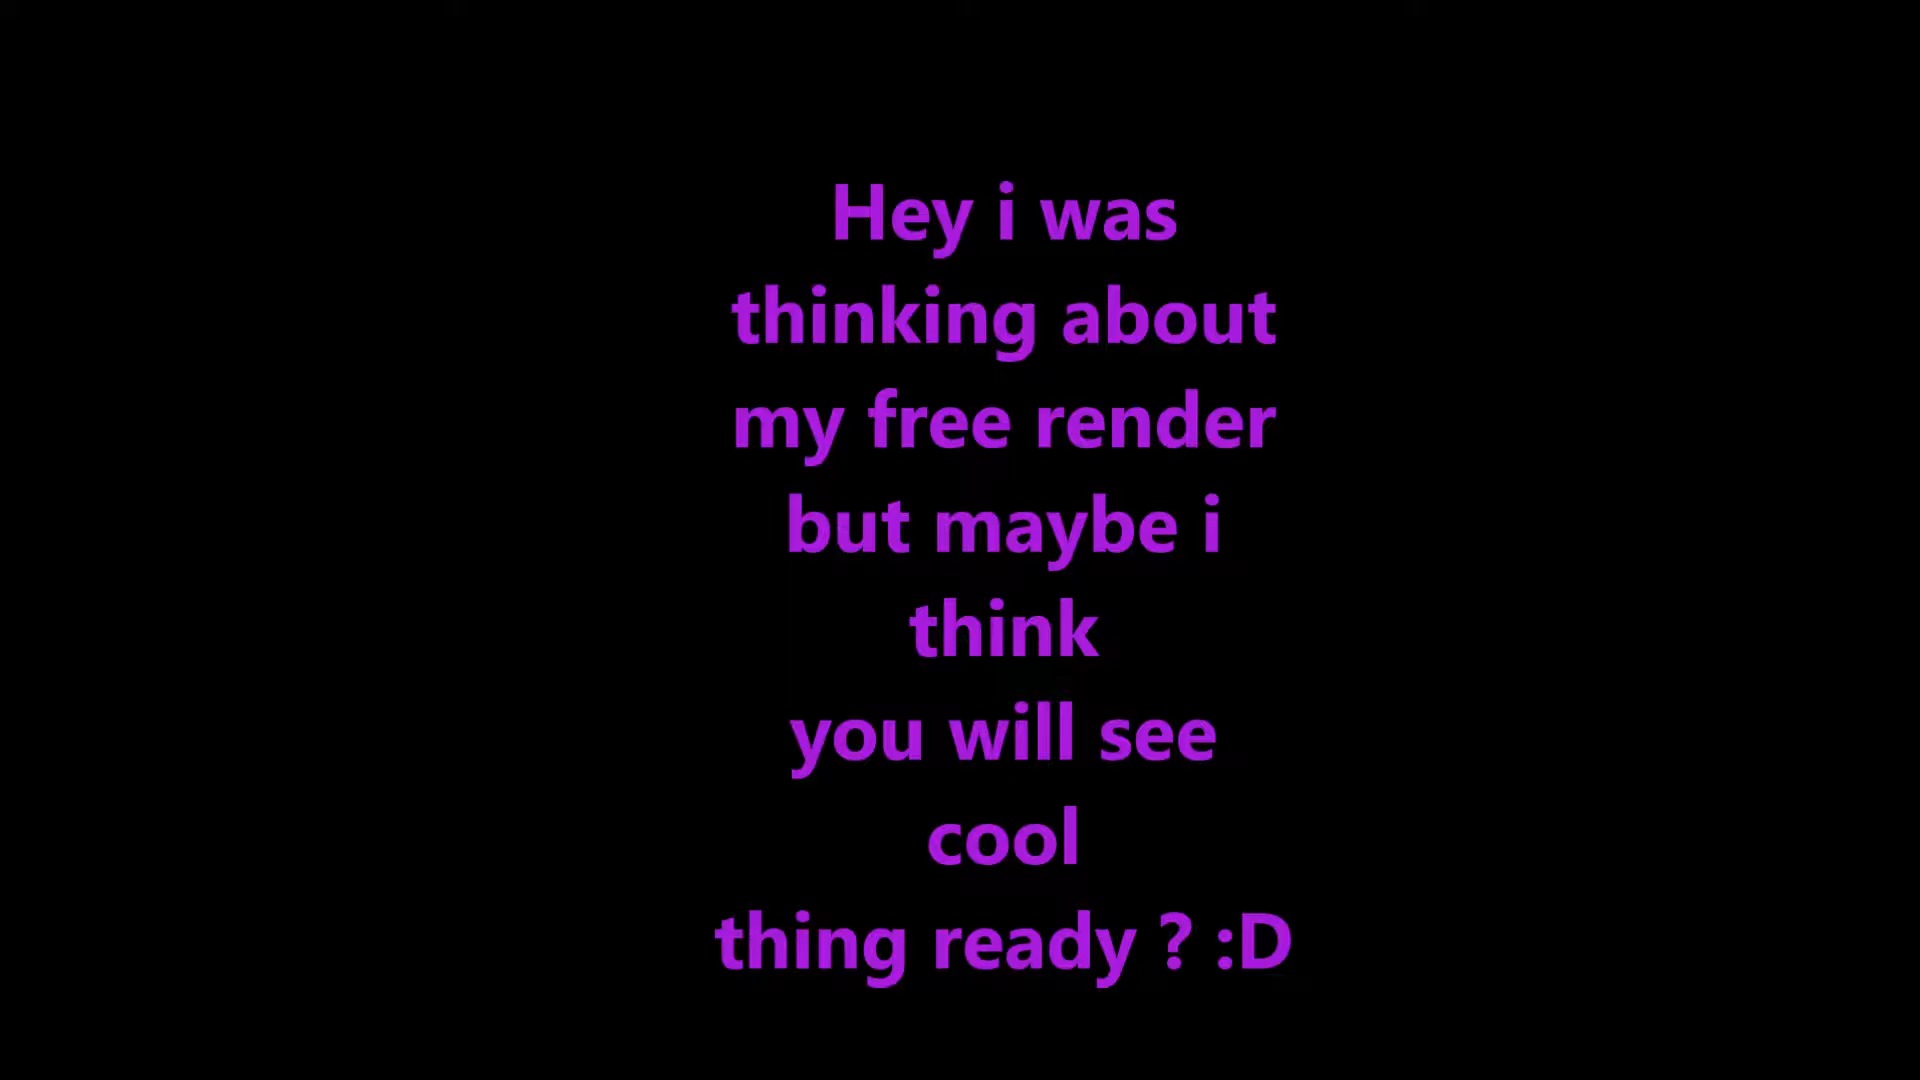 Hey i was
thinking about
my free render
but maybe i
think
you will see
cool
thing ready ? :D